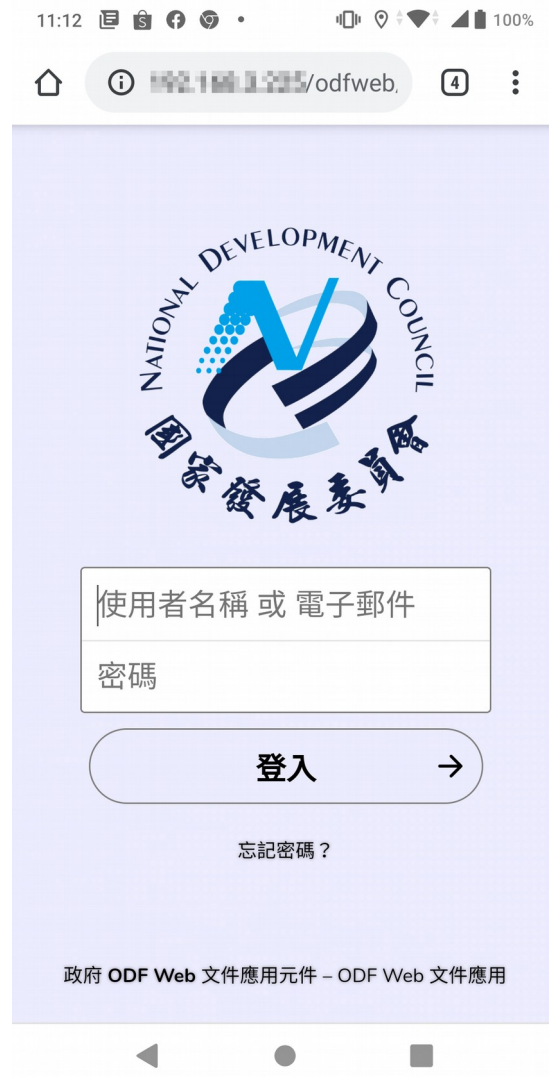 11:12
100%
/odfweb,
4
NATIONAL DEVELOPMENT COUNCIL
國家發展委員會
使用者名稱 或 電子郵件
密碼
登入
忘記密碼？
政府 ODF Web 文件應用元件 – ODF Web 文件應用